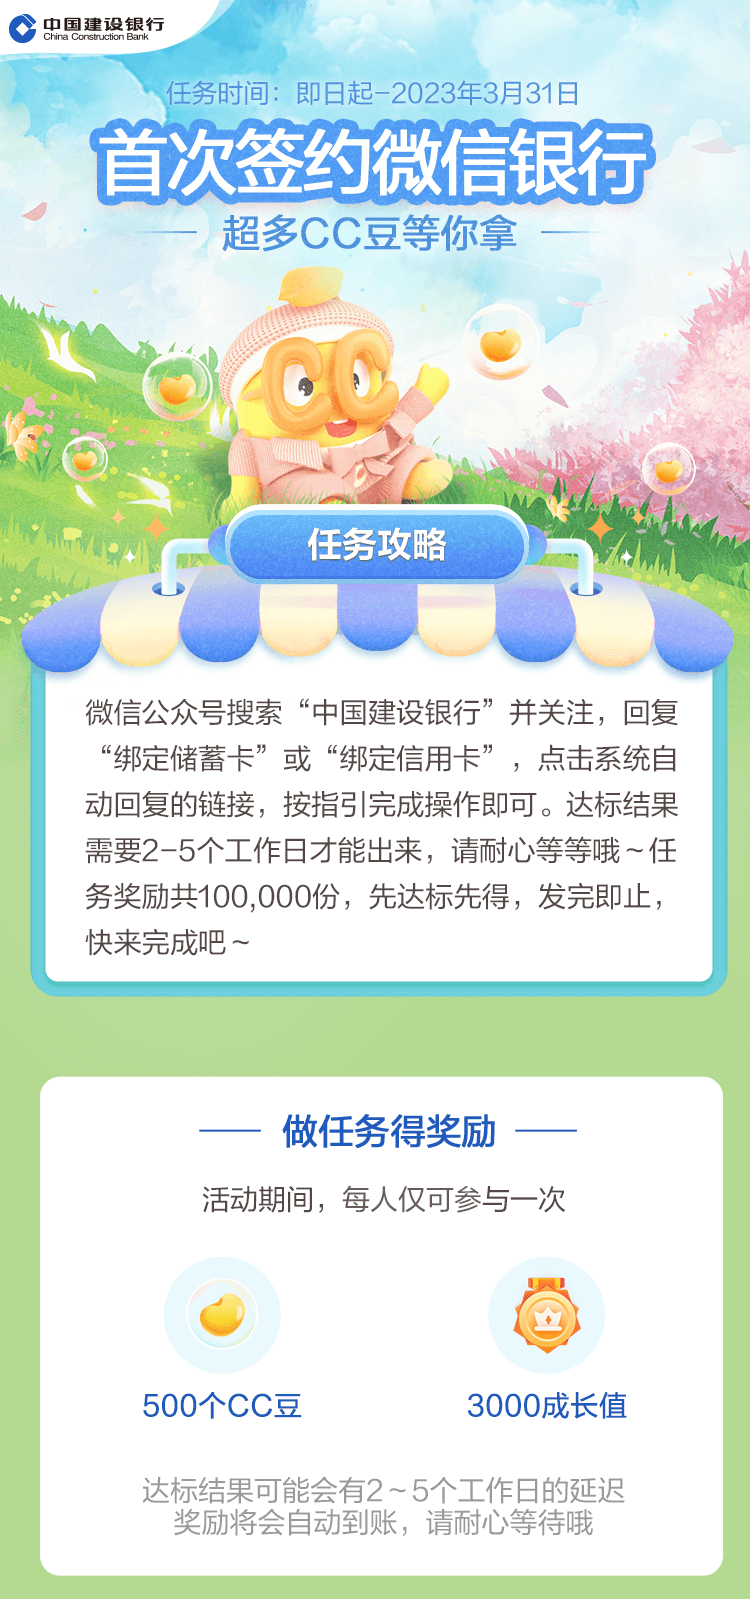 中国建设银行
China Construction Bank
任务时间：即日起-2023年3月31日
首次签约微信银行
超多CC豆等你拿
CC
任务攻略
微信公众号搜索“中国建设银行”并关注，回复
“绑定储蓄卡”或“绑定信用卡”，点击系统自
动回复的链接，按指引完成操作即可。达标结果
需要2-5个工作日才能出来，请耐心等等哦～任
务奖励共100,000份，先达标先得，发完即止，
快来完成吧～
做任务得奖励
活动期间，每人仅可参与一次
500个CC豆
3000成长值
达标结果可能会有2～5个工作日的延迟
奖励将会自动到账，请耐心等待哦